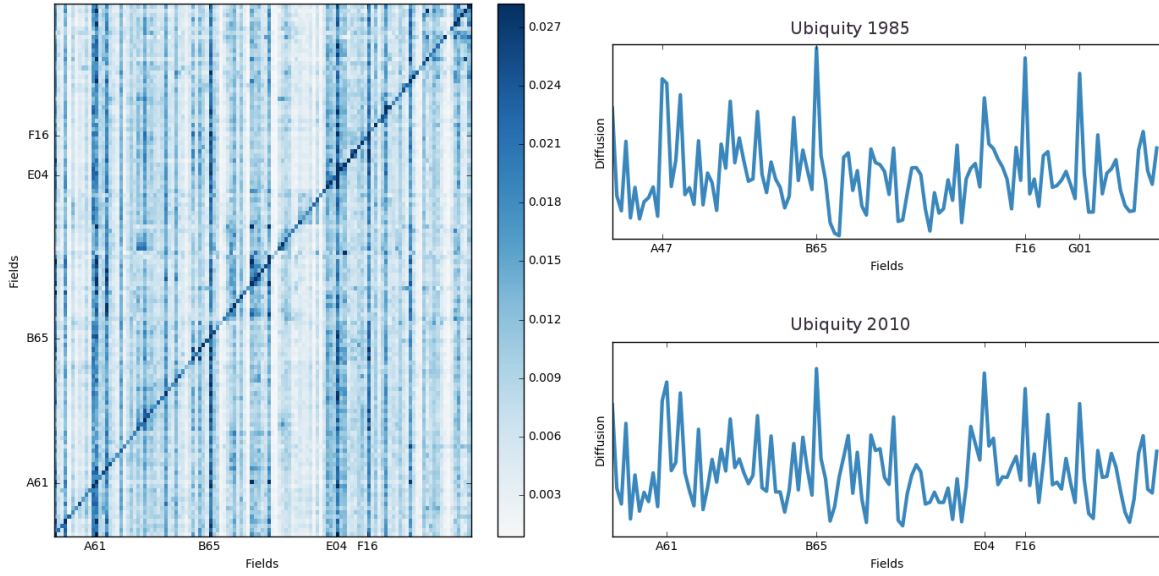 F16
E04
B65
A61
Fields
A61
B65
E04
F16
Fields
0.027
0.024
0.021
0.018
0.015
0.012
0.009
0.006
0.003
Ubiquity 1985
Diffusion
A47
B65
F16
G01
Fields
Ubiquity 2010
Diffusion
A61
B65
E04
F16
Fields